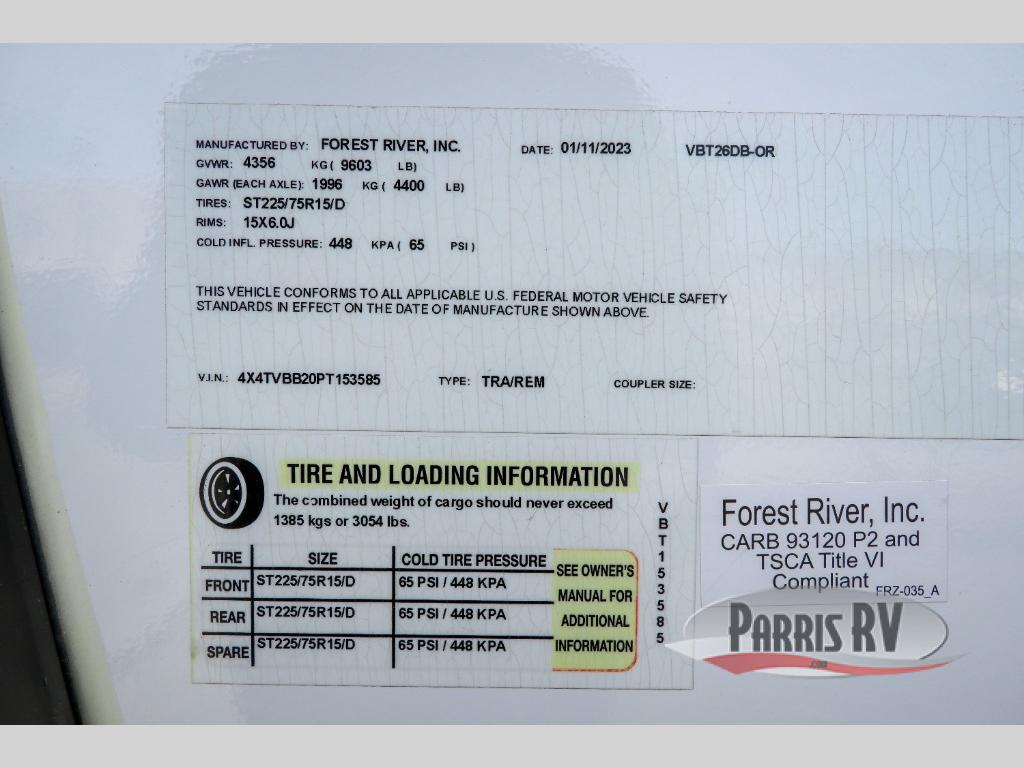 MANUFACTURED BY: FOREST RIVER, INC. DATE: 01/11/2023 VBT26DB-OR
GVWR: 4356 KG ( 9603 LB)
GAWR (EACH AXLE): 1996 KG ( 4400 LB)
TIRES: ST225/75R15/D
RIMS: 15X6.0J
COLD INFL. PRESSURE: 448 KPA ( 65 PSI )
THIS VEHICLE CONFORMS TO ALL APPLICABLE U.S. FEDERAL MOTOR VEHICLE SAFETY
STANDARDS IN EFFECT ON THE DATE OF MANUFACTURE SHOWN ABOVE.
V.I.N.: 4X4TVBB20PT153585 TYPE: TRA/REM COUPLER SIZE:
TIRE AND LOADING INFORMATION
The combined weight of cargo should never exceed
1385 kgs or 3054 lbs.
TIRE SIZE COLD TIRE PRESSURE
FRONT ST225/75R15/D 65 PSI / 448 KPA
REAR ST225/75R15/D 65 PSI / 448 KPA
SPARE ST225/75R15/D 65 PSI / 448 KPA
SEE OWNER'S
MANUAL FOR
ADDITIONAL
INFORMATION
VBT153585
Forest River, Inc.
CARB 93120 P2 and
TSCA Title VI
Compliant
FRZ-035_A
PARRIS RV
.com